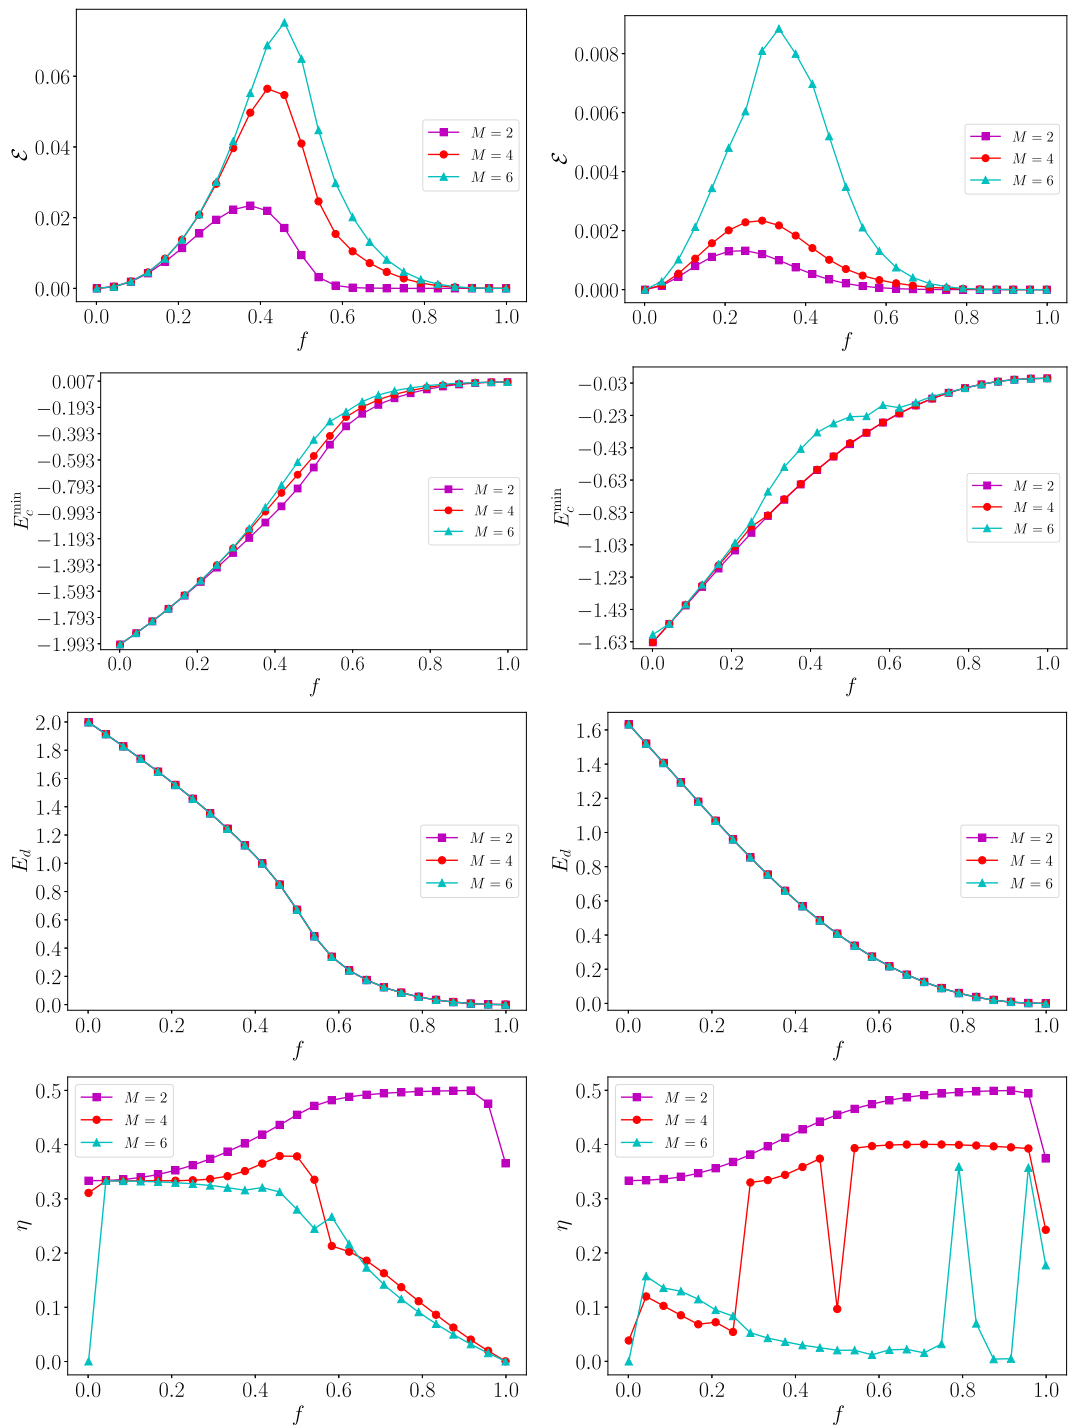 0.06
0.04
0.02
0.00
ℰ
M = 2
M = 4
M = 6
0.0 0.2 0.4 0.6 0.8 1.0
f
0.008
0.006
0.004
0.002
0.000
ℰ
M = 2
M = 4
M = 6
0.0 0.2 0.4 0.6 0.8 1.0
f
0.007
−0.193
−0.393
−0.593
−0.793
−0.993
−1.193
−1.393
−1.593
−1.793
−1.993
E_c^min
M = 2
M = 4
M = 6
0.0 0.2 0.4 0.6 0.8 1.0
f
−0.03
−0.23
−0.43
−0.63
−0.83
−1.03
−1.23
−1.43
−1.63
E_c^min
M = 2
M = 4
M = 6
0.0 0.2 0.4 0.6 0.8 1.0
f
2.0
1.8
1.6
1.4
1.2
1.0
0.8
0.6
0.4
0.2
0.0
E_d
M = 2
M = 4
M = 6
0.0 0.2 0.4 0.6 0.8 1.0
f
1.6
1.4
1.2
1.0
0.8
0.6
0.4
0.2
0.0
E_d
M = 2
M = 4
M = 6
0.0 0.2 0.4 0.6 0.8 1.0
f
0.5
0.4
0.3
0.2
0.1
0.0
η
M = 2
M = 4
M = 6
0.0 0.2 0.4 0.6 0.8 1.0
f
0.5
0.4
0.3
0.2
0.1
0.0
η
M = 2
M = 4
M = 6
0.0 0.2 0.4 0.6 0.8 1.0
f